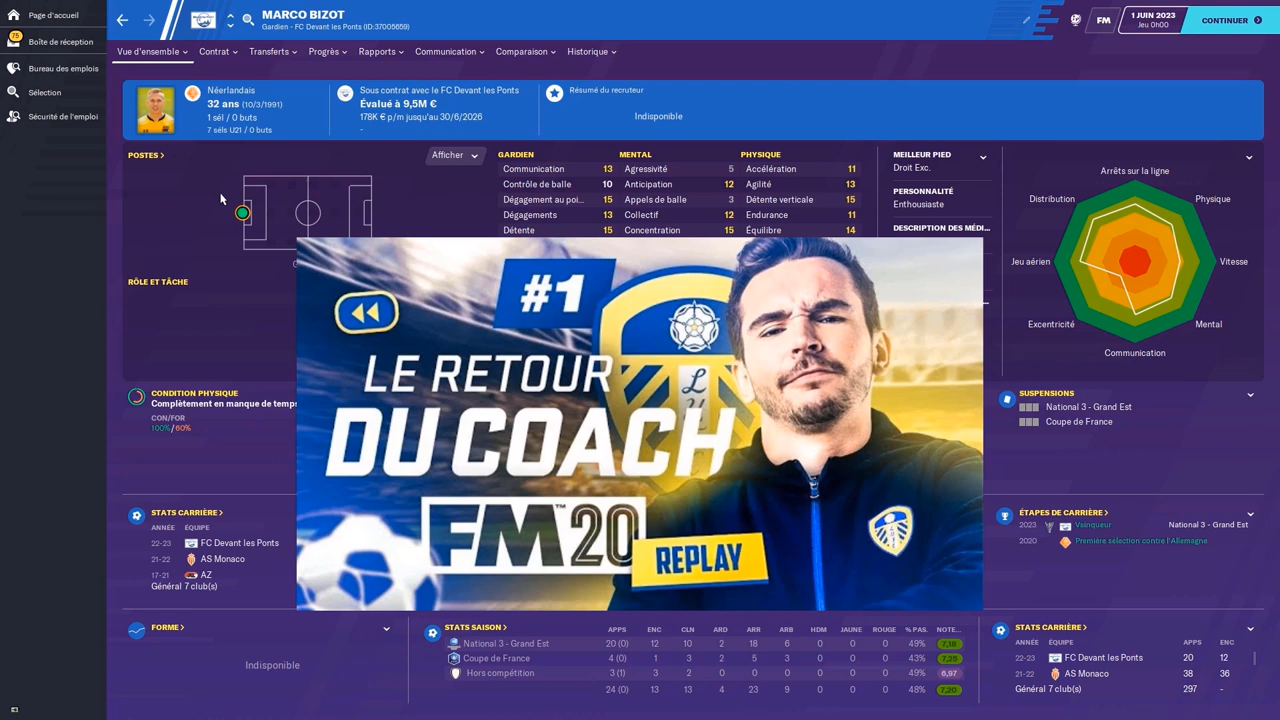 Page d'accueil
75
Boîte de réception
Bureau des emplois
Sélection
Sécurité de l'emploi
MARCO BIZOT
Gardien - FC Devant les Ponts (ID:37005659)
FM
1 JUIN 2023
Jeu 0h00
CONTINUER
Vue d'ensemble
Contrat
Transferts
Progrès
Rapports
Communication
Comparaison
Historique
Néerlandais
32 ans (10/3/1991)
1 sél / 0 buts
7 séls U21 / 0 buts
Sous contrat avec le FC Devant les Ponts
Évalué à 9,5M €
178K € p/m jusqu'au 30/6/2026
-
Résumé du recruteur
Indisponible
POSTES
Afficher
RÔLE ET TÂCHE
GARDIEN
Communication 13
Contrôle de balle 10
Dégagement au poi... 15
Dégagements 13
Détente 15
MENTAL
Agressivité 5
Anticipation 12
Appels de balle 3
Collectif 12
Concentration 15
PHYSIQUE
Accélération 11
Agilité 13
Détente verticale 15
Endurance 11
Équilibre 14
MEILLEUR PIED
Droit Exc.
PERSONNALITÉ
Enthousiaste
DESCRIPTION DES MÉDI...
Arrêts sur la ligne
Distribution
Physique
Jeu aérien
Vitesse
Excentricité
Mental
Communication
#1
LE RETOUR
DU COACH
FM20
REPLAY
L
CONDITION PHYSIQUE
Complètement en manque de temps
CON/FOR
100%/60%
SUSPENSIONS
National 3 - Grand Est
Coupe de France
STATS CARRIÈRE
ANNÉE ÉQUIPE
22-23 FC Devant les Ponts
21-22 AS Monaco
17-21 AZ
Général 7 club(s)
ÉTAPES DE CARRIÈRE
2023 Vainqueur National 3 - Grand Est
2020 Première sélection contre l'Allemagne
FORME
Indisponible
STATS SAISON APPS ENC CLN ARD ARR ARB HDM JAUNE ROUGE % PAS. NOTE...
National 3 - Grand Est 20 (0) 12 10 2 18 6 0 0 0 49% 7,18
Coupe de France 4 (0) 1 3 2 5 3 0 0 0 43% 7,25
Hors compétition 3 (1) 3 2 0 0 0 0 0 0 49% 6,97
24 (0) 13 13 4 23 9 0 0 0 48% 7,20
STATS CARRIÈRE
ANNÉE ÉQUIPE APPS ENC
22-23 FC Devant les Ponts 20 12
21-22 AS Monaco 38 36
Général 7 club(s) 297 -